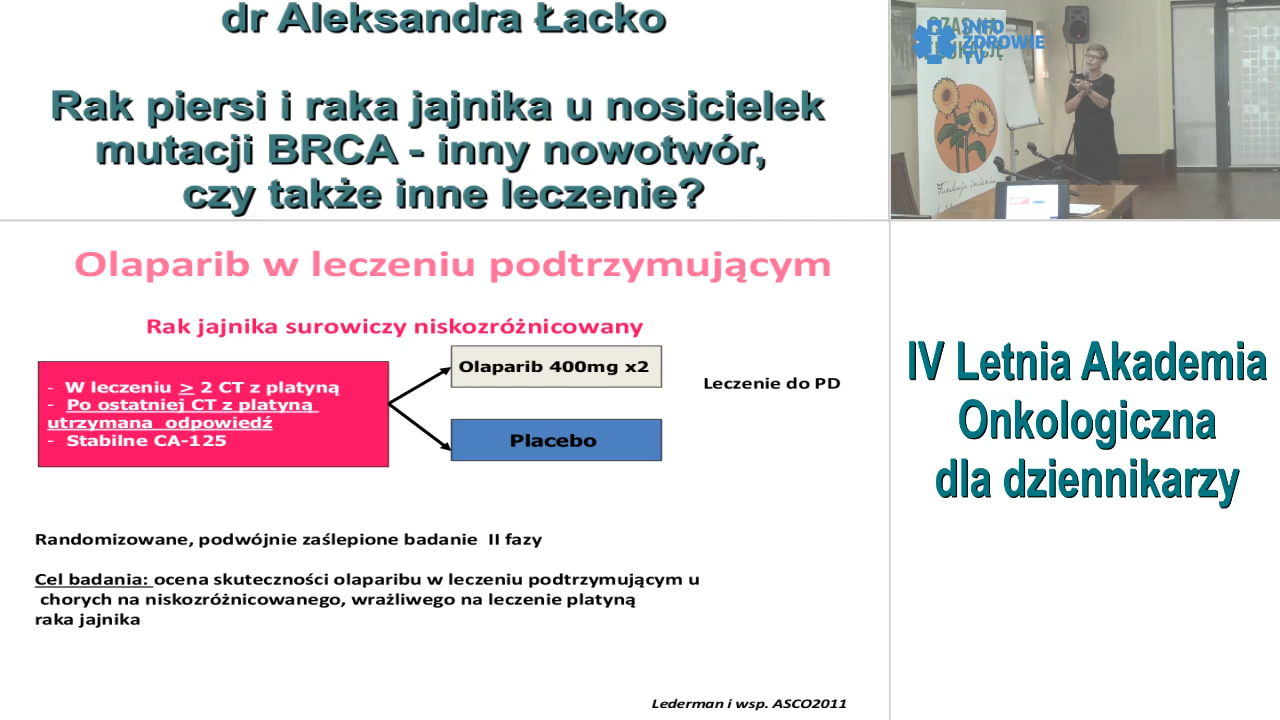 dr Aleksandra Łacko
Rak piersi i raka jajnika u nosicielek
mutacji BRCA - inny nowotwór,
czy także inne leczenie?
INFO
ZDROWIE
TV
Olaparib w leczeniu podtrzymującym
Rak jajnika surowiczy niskozróżnicowany
- W leczeniu > 2 CT z platyną
- Po ostatniej CT z platyną
utrzymana odpowiedź
- Stabilne CA-125
Olaparib 400mg x2
Placebo
Leczenie do PD
Randomizowane, podwójnie zaślepione badanie II fazy
Cel badania: ocena skuteczności olaparibu w leczeniu podtrzymującym u
chorych na niskozróżnicowanego, wrażliwego na leczenie platyną
raka jajnika
Lederman i wsp. ASCO2011
IV Letnia Akademia
Onkologiczna
dla dziennikarzy